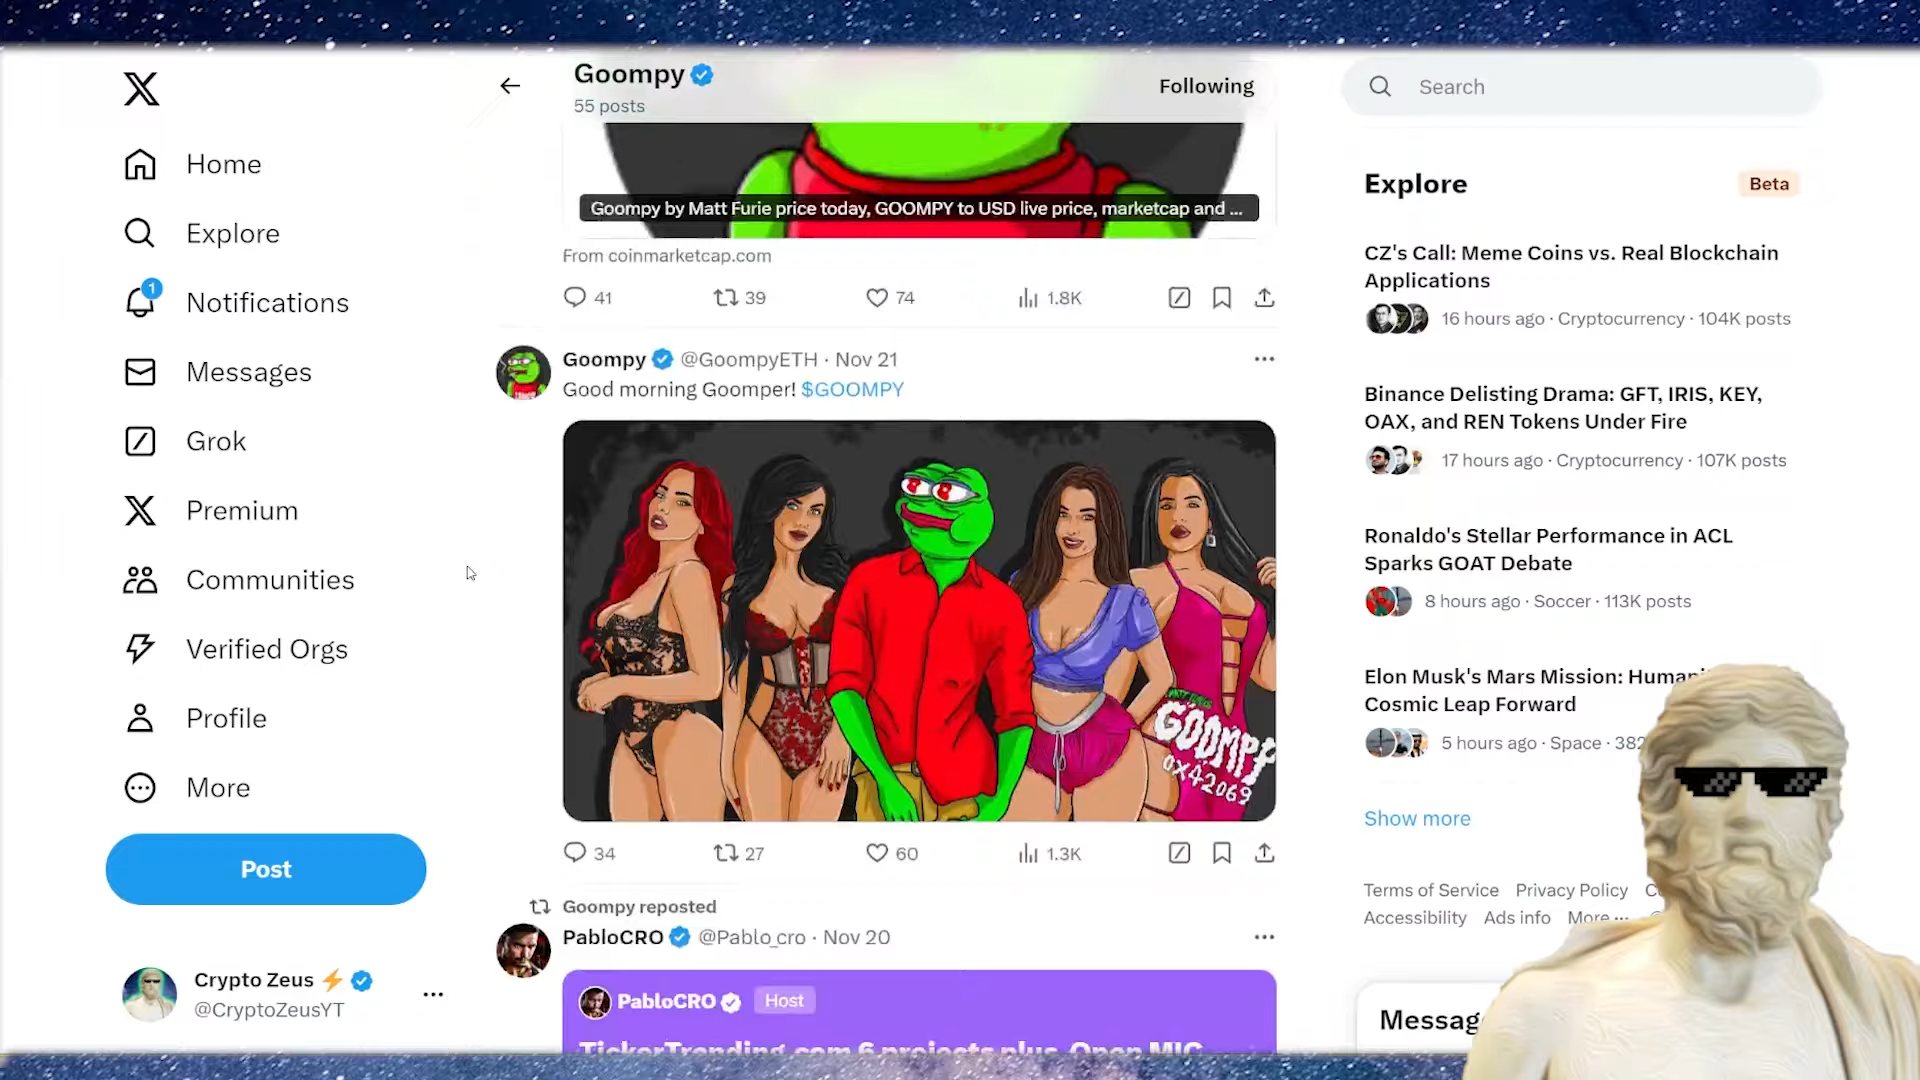 Home
Explore
1
Notifications
Messages
Grok
Premium
Communities
Verified Orgs
Profile
More
Post
Crypto Zeus
@CryptoZeusYT
Goompy
55 posts
Following
Goompy by Matt Furie price today, GOOMPY to USD live price, marketcap and ...
From coinmarketcap.com
41 39 74 1.8K
Goompy @GoompyETH · Nov 21
Good morning Goomper! $GOOMPY
GOOMPY
0X42069
34 27 60 1.3K
Goompy reposted
PabloCRO @Pablo_cro · Nov 20
PabloCRO Host
TickerTrending.com 6 projects plus Open MIC
Search
Explore
Beta
CZ's Call: Meme Coins vs. Real Blockchain
Applications
16 hours ago · Cryptocurrency · 104K posts
Binance Delisting Drama: GFT, IRIS, KEY,
OAX, and REN Tokens Under Fire
17 hours ago · Cryptocurrency · 107K posts
Ronaldo's Stellar Performance in ACL
Sparks GOAT Debate
8 hours ago · Soccer · 113K posts
Elon Musk's Mars Mission:
Cosmic Leap Forward
5 hours ago · Space ·
Show more
Terms of Service Privacy Policy
Accessibility Ads info More ...